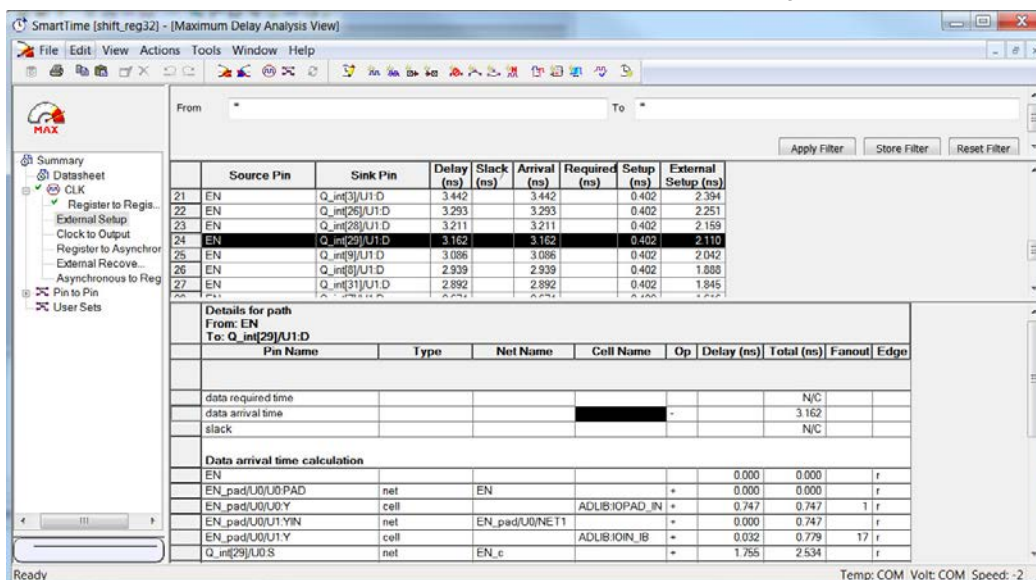 SmartTime [shift_reg32] - [Maximum Delay Analysis View]
File Edit View Actions Tools Window Help
MAX
From * To *
Apply Filter Store Filter Reset Filter
Summary
Datasheet
CLK
Register to Regis...
External Setup
Clock to Output
Register to Asynchror
External Recove...
Asynchronous to Reg
Pin to Pin
User Sets
Source Pin Sink Pin Delay (ns) Slack (ns) Arrival (ns) Required (ns) Setup (ns) External Setup (ns)
21 EN Q_int[3]/U1:D 3.442 3.442 0.402 2.394
22 EN Q_int[26]/U1:D 3.293 3.293 0.402 2.251
23 EN Q_int[28]/U1:D 3.211 3.211 0.402 2.159
24 EN Q_int[29]/U1:D 3.162 3.162 0.402 2.110
25 EN Q_int[9]/U1:D 3.086 3.086 0.402 2.042
26 EN Q_int[8]/U1:D 2.939 2.939 0.402 1.888
27 EN Q_int[31]/U1:D 2.892 2.892 0.402 1.845
Details for path
From: EN
To: Q_int[29]/U1:D
Pin Name Type Net Name Cell Name Op Delay (ns) Total (ns) Fanout Edge
data required time N/C
data arrival time - 3.162
slack N/C
Data arrival time calculation
EN 0.000 0.000 r
EN_pad/U0/U0:PAD net EN + 0.000 0.000 r
EN_pad/U0/U0:Y cell ADLIB:IOPAD_IN + 0.747 0.747 1 r
EN_pad/U0/U1:YIN net EN_pad/U0/NET1 + 0.000 0.747 r
EN_pad/U0/U1:Y cell ADLIB:IOIN_IB + 0.032 0.779 17 r
Q_int[29]/U0:S net EN_c + 1.755 2.534 r
Ready Temp: COM Volt: COM Speed: -2